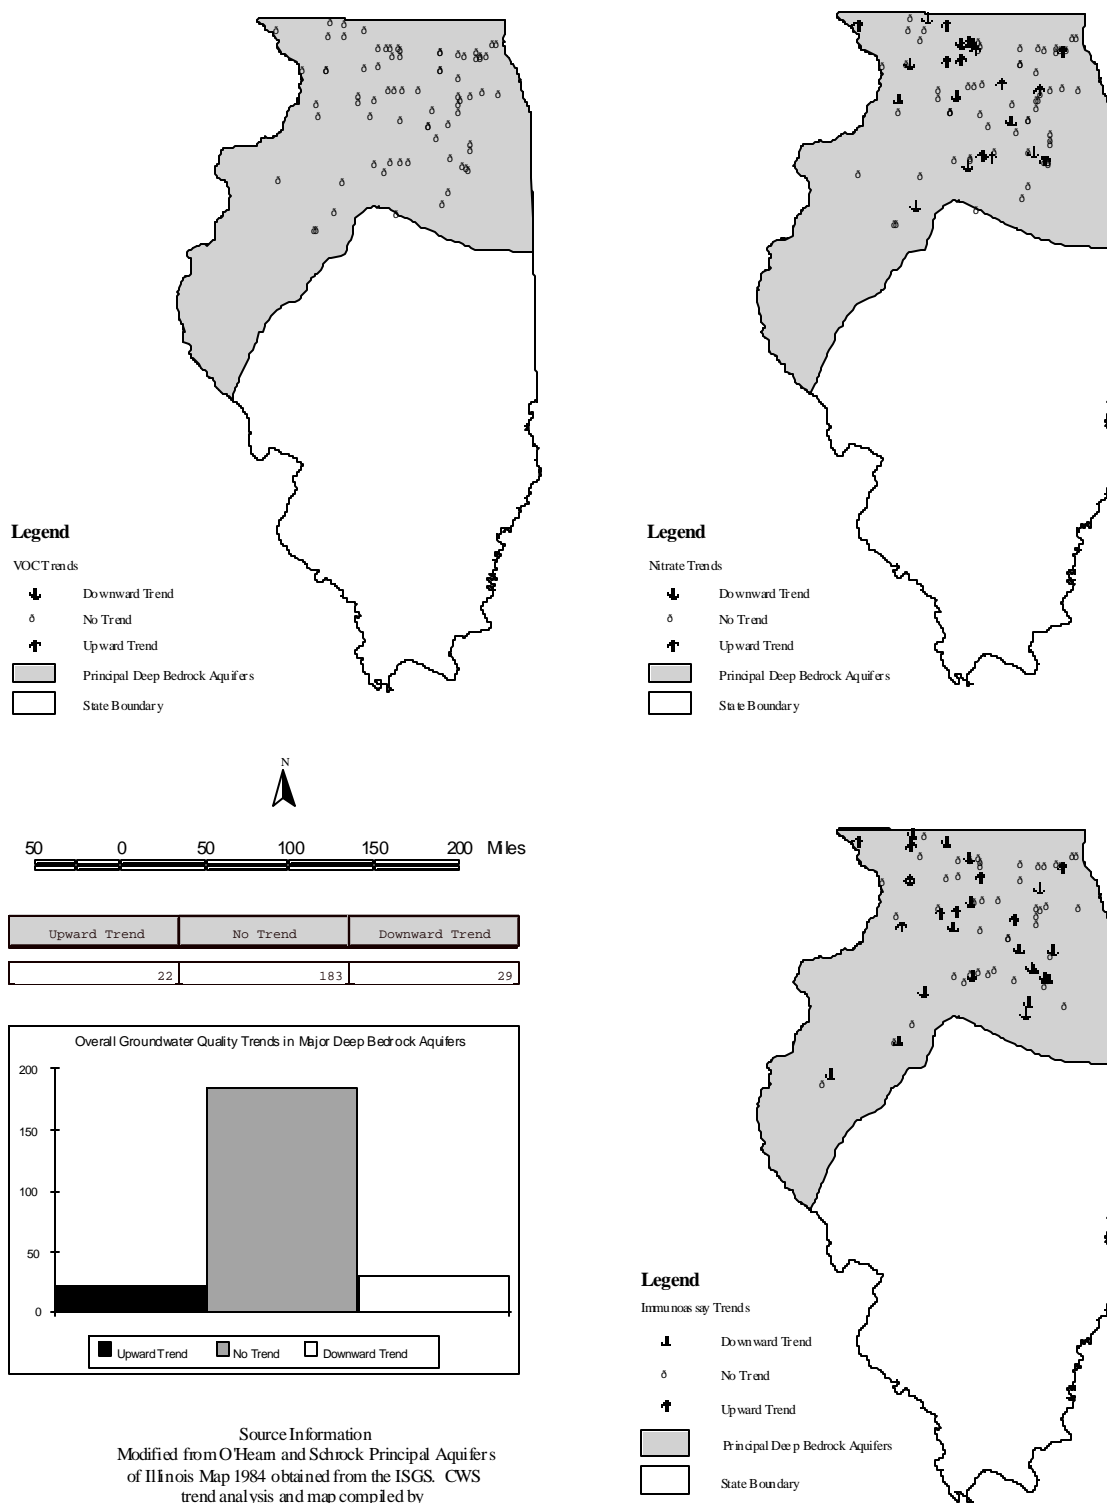 Legend
VOC Trends
Downward Trend
No Trend
Upward Trend
Principal Deep Bedrock Aquifers
State Boundary
Legend
Nitrate Trends
Downward Trend
No Trend
Upward Trend
Principal Deep Bedrock Aquifers
State Boundary
N
50 0 50 100 150 200 Miles
Upward Trend No Trend Downward Trend
22 183 29
Overall Groundwater Quality Trends in Major Deep Bedrock Aquifers
200
150
100
50
0
Upward Trend No Trend Downward Trend
Legend
Immunoassay Trends
Downward Trend
No Trend
Upward Trend
Principal Deep Bedrock Aquifers
State Boundary
Source Information
Modified from O'Hearn and Schrock Principal Aquifers
of Illinois Map 1984 obtained from the ISGS. CWS
trend analysis and map compiled by